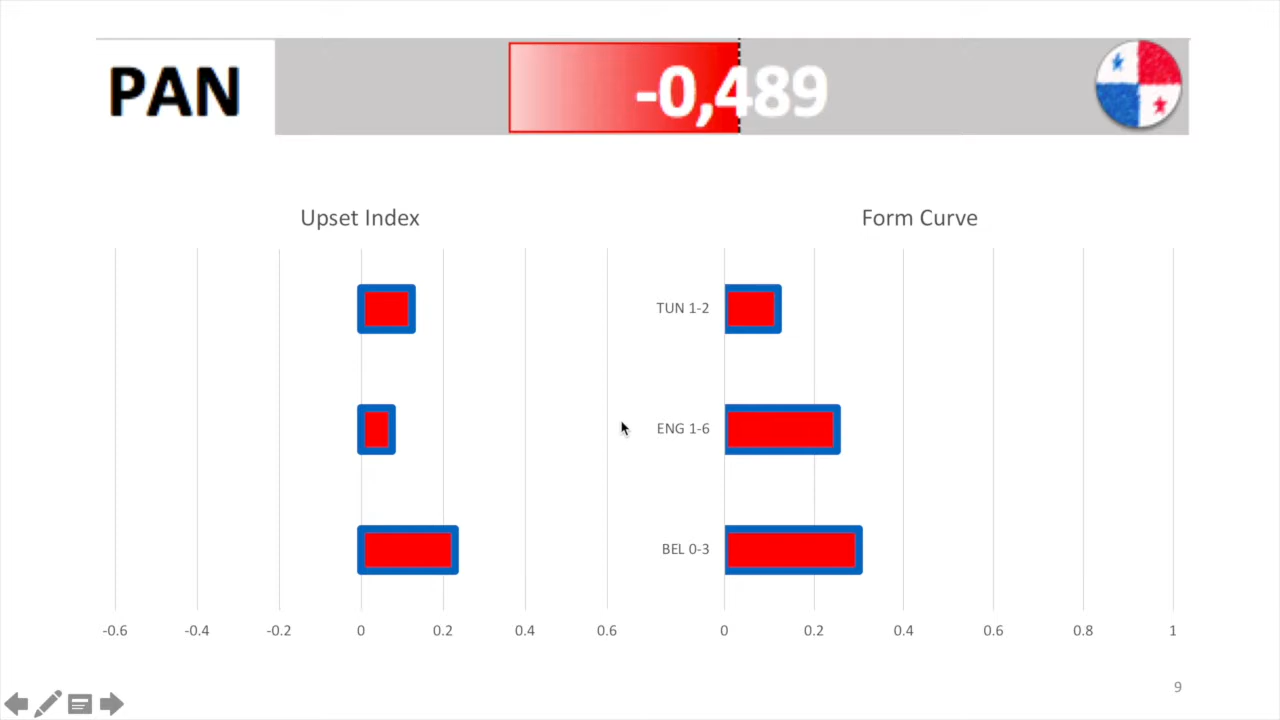 PAN -0,489
Upset Index
Form Curve
TUN 1-2
ENG 1-6
BEL 0-3
-0.6 -0.4 -0.2 0 0.2 0.4 0.6
0 0.2 0.4 0.6 0.8 1
9